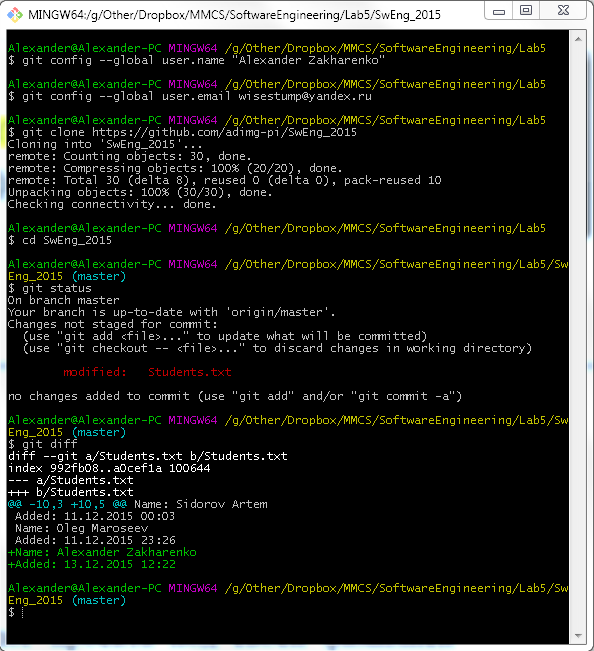 MINGW64:/g/Other/Dropbox/MMCS/SoftwareEngineering/Lab5/SwEng_2015
Alexander@Alexander-PC MINGW64 /g/Other/Dropbox/MMCS/SoftwareEngineering/Lab5
$ git config --global user.name "Alexander Zakharenko"
Alexander@Alexander-PC MINGW64 /g/Other/Dropbox/MMCS/SoftwareEngineering/Lab5
$ git config --global user.email wisestump@yandex.ru
Alexander@Alexander-PC MINGW64 /g/Other/Dropbox/MMCS/SoftwareEngineering/Lab5
$ git clone https://github.com/adimg-pi/SwEng_2015
Cloning into 'SwEng_2015'...
remote: Counting objects: 30, done.
remote: Compressing objects: 100% (20/20), done.
remote: Total 30 (delta 8), reused 0 (delta 0), pack-reused 10
Unpacking objects: 100% (30/30), done.
Checking connectivity... done.
Alexander@Alexander-PC MINGW64 /g/Other/Dropbox/MMCS/SoftwareEngineering/Lab5
$ cd SwEng_2015
Alexander@Alexander-PC MINGW64 /g/Other/Dropbox/MMCS/SoftwareEngineering/Lab5/Sw
Eng_2015 (master)
$ git status
On branch master
Your branch is up-to-date with 'origin/master'.
Changes not staged for commit:
  (use "git add <file>..." to update what will be committed)
  (use "git checkout -- <file>..." to discard changes in working directory)
        modified:   Students.txt
no changes added to commit (use "git add" and/or "git commit -a")
Alexander@Alexander-PC MINGW64 /g/Other/Dropbox/MMCS/SoftwareEngineering/Lab5/Sw
Eng_2015 (master)
$ git diff
diff --git a/Students.txt b/Students.txt
index 992fb08..a0cef1a 100644
--- a/Students.txt
+++ b/Students.txt
@@ -10,3 +10,5 @@ Name: Sidorov Artem
 Added: 11.12.2015 00:03
 Name: Oleg Maroseev
 Added: 11.12.2015 23:26
+Name: Alexander Zakharenko
+Added: 13.12.2015 12:22
Alexander@Alexander-PC MINGW64 /g/Other/Dropbox/MMCS/SoftwareEngineering/Lab5/Sw
Eng_2015 (master)
$